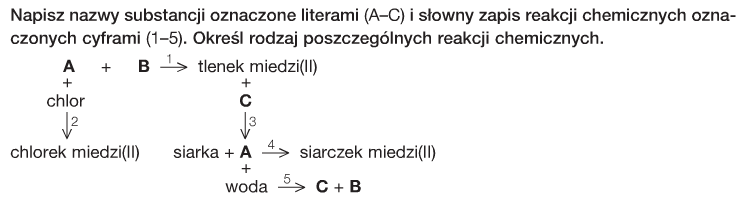 Napisz nazwy substancji oznaczone literami (A–C) i słowny zapis reakcji chemicznych ozna-
czonych cyframi (1–5). Określ rodzaj poszczególnych reakcji chemicznych.
A + B 1 → tlenek miedzi(II)
+ +
chlor C
↓ 2 ↓ 3
chlorek miedzi(II) siarka + A 4 → siarczek miedzi(II)
+
woda 5 → C + B